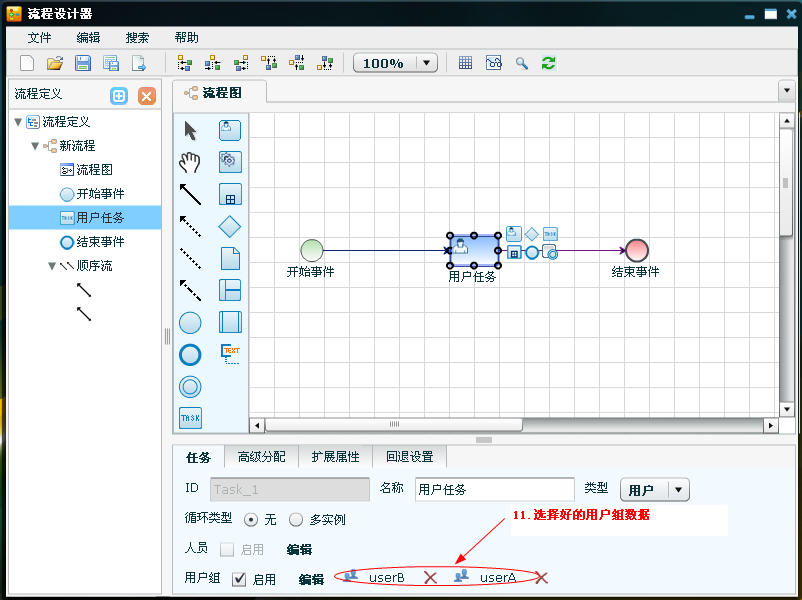 流程设计器
文件 编辑 搜索 帮助
100%
流程定义
流程图
流程定义
新流程
流程图
开始事件
TASK 用户任务
结束事件
顺序流
TEXT
TASK
开始事件
用户任务
TASK
结束事件
任务 高级分配 扩展属性 回退设置
ID Task_1 名称 用户任务 类型 用户
循环类型 无 多实例
11.选择好的用户组数据
人员 启用 编辑
用户组 启用 编辑 userB userA